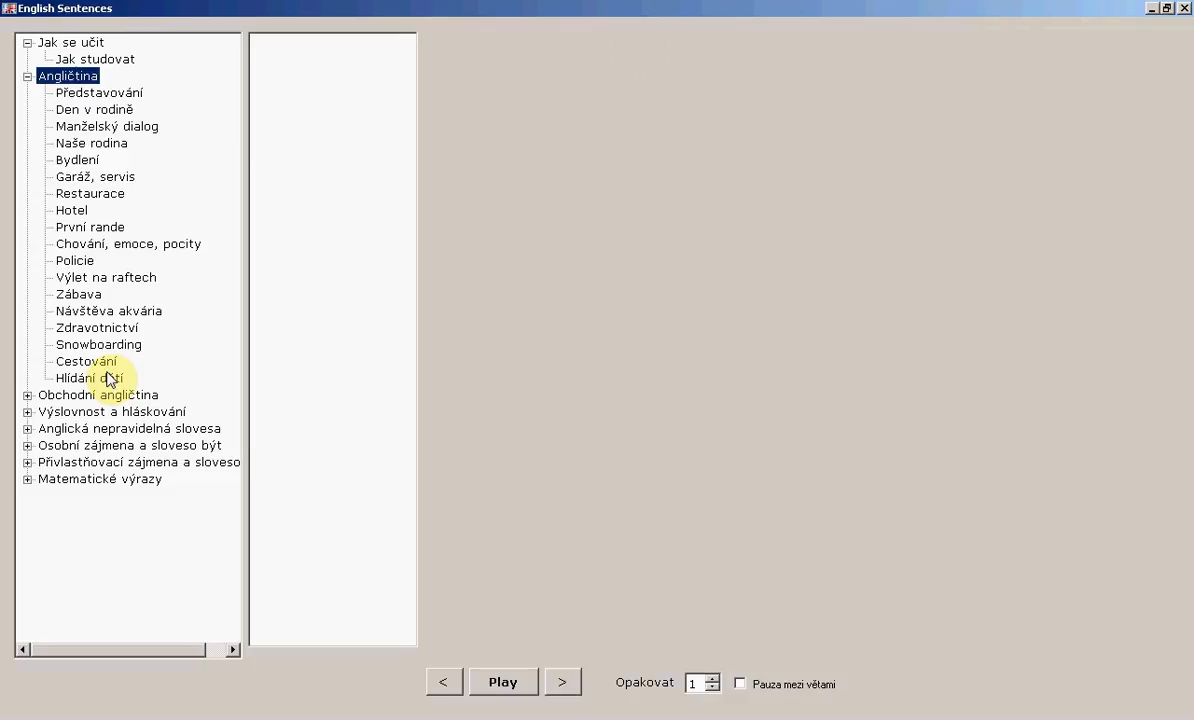 English Sentences
Jak se učit
Jak studovat
Angličtina
Představování
Den v rodině
Manželský dialog
Naše rodina
Bydlení
Garáž, servis
Restaurace
Hotel
První rande
Chování, emoce, pocity
Policie
Výlet na raftech
Zábava
Návštěva akvária
Zdravotnictví
Snowboarding
Cestování
Hlídání dětí
Obchodní angličtina
Výslovnost a hláskování
Anglická nepravidelná slovesa
Osobní zájmena a sloveso být
Přivlastňovací zájmena a sloveso
Matematické výrazy
< Play > Opakovat 1 Pauza mezi větami